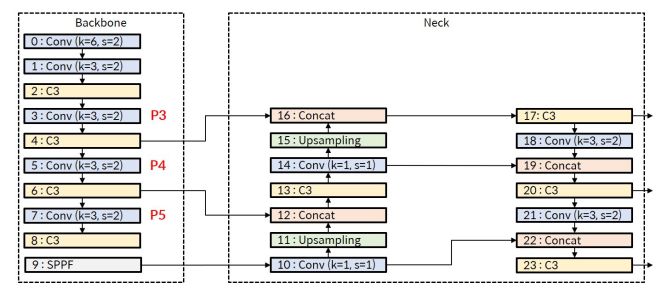 Backbone
0 : Conv (k=6, s=2)
1 : Conv (k=3, s=2)
2 : C3
3 : Conv (k=3, s=2)
P3
4 : C3
5 : Conv (k=3, s=2)
P4
6 : C3
7 : Conv (k=3, s=2)
P5
8 : C3
9 : SPPF
Neck
16 : Concat
15 : Upsampling
14 : Conv (k=1, s=1)
13 : C3
12 : Concat
11 : Upsampling
10 : Conv (k=1, s=1)
17 : C3
18 : Conv (k=3, s=2)
19 : Concat
20 : C3
21 : Conv (k=3, s=2)
22 : Concat
23 : C3